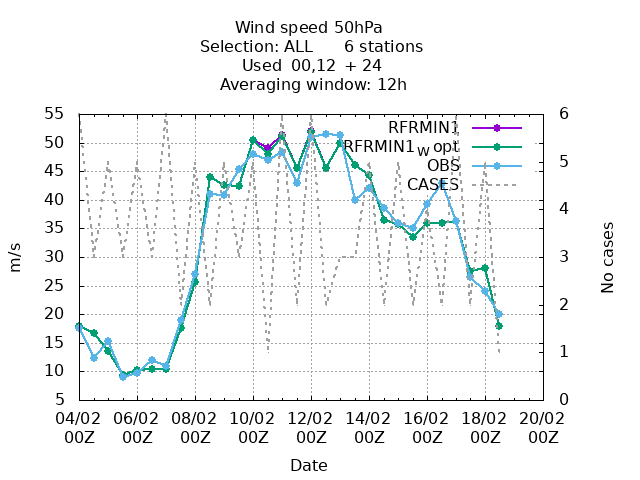 Wind speed 50hPa
Selection: ALL 6 stations
Used 00,12 + 24
Averaging window: 12h
55
50
45
40
35
30
25
20
15
10
5
m/s
6
5
4
3
2
1
0
No cases
RFRMIN1
RFRMIN1_W opt
OBS
CASES
04/02 06/02 08/02 10/02 12/02 14/02 16/02 18/02 20/02
00Z 00Z 00Z 00Z 00Z 00Z 00Z 00Z 00Z
Date